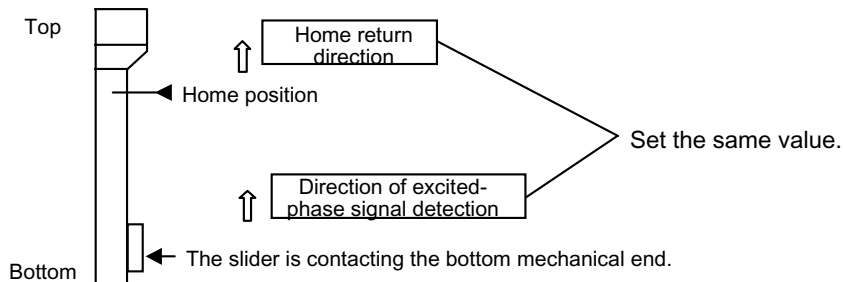 Top
Home return
direction
Home position
Set the same value.
Direction of excited-
phase signal detection
The slider is contacting the bottom mechanical end.
Bottom